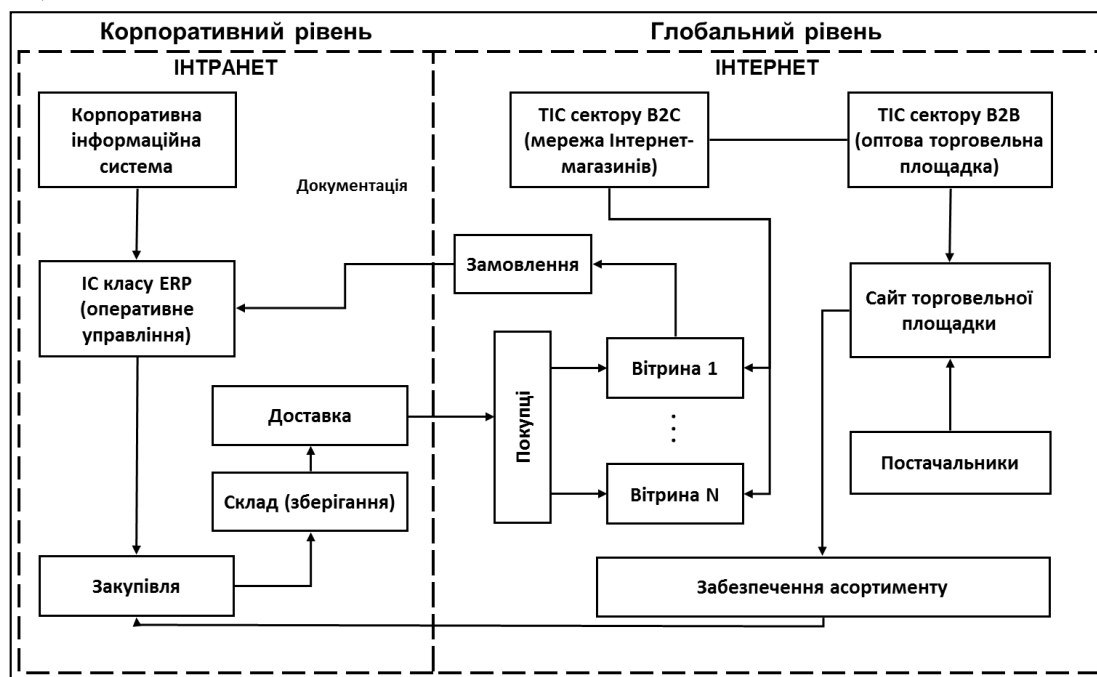 Корпоративний рівень
Глобальний рівень
ІНТРАНЕТ
ІНТЕРНЕТ
Корпоративна
інформаційна
система
ТІС сектору B2C
(мережа Інтернет-
магазинів)
ТІС сектору B2B
(оптова торговельна
площадка)
Документація
Замовлення
ІС класу ERP
(оперативне
управління)
Сайт торговельної
площадки
Вітрина 1
Доставка
Покупці
...
Постачальники
Склад (зберігання)
Вітрина N
Закупівля
Забезпечення асортименту